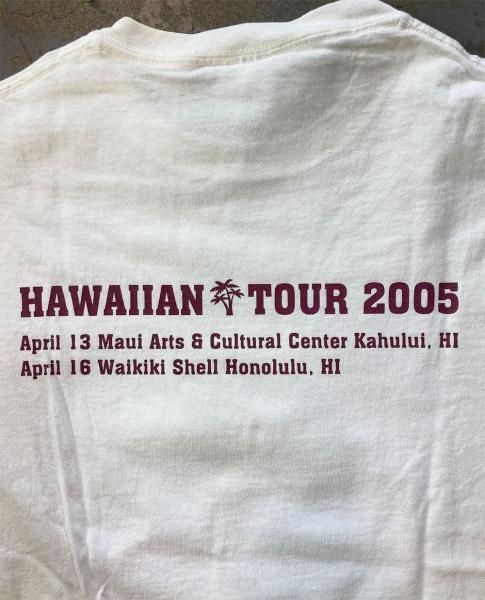 HAWAIIAN TOUR 2005
April 13 Maui Arts & Cultural Center Kahului, HI
April 16 Waikiki Shell Honolulu, HI